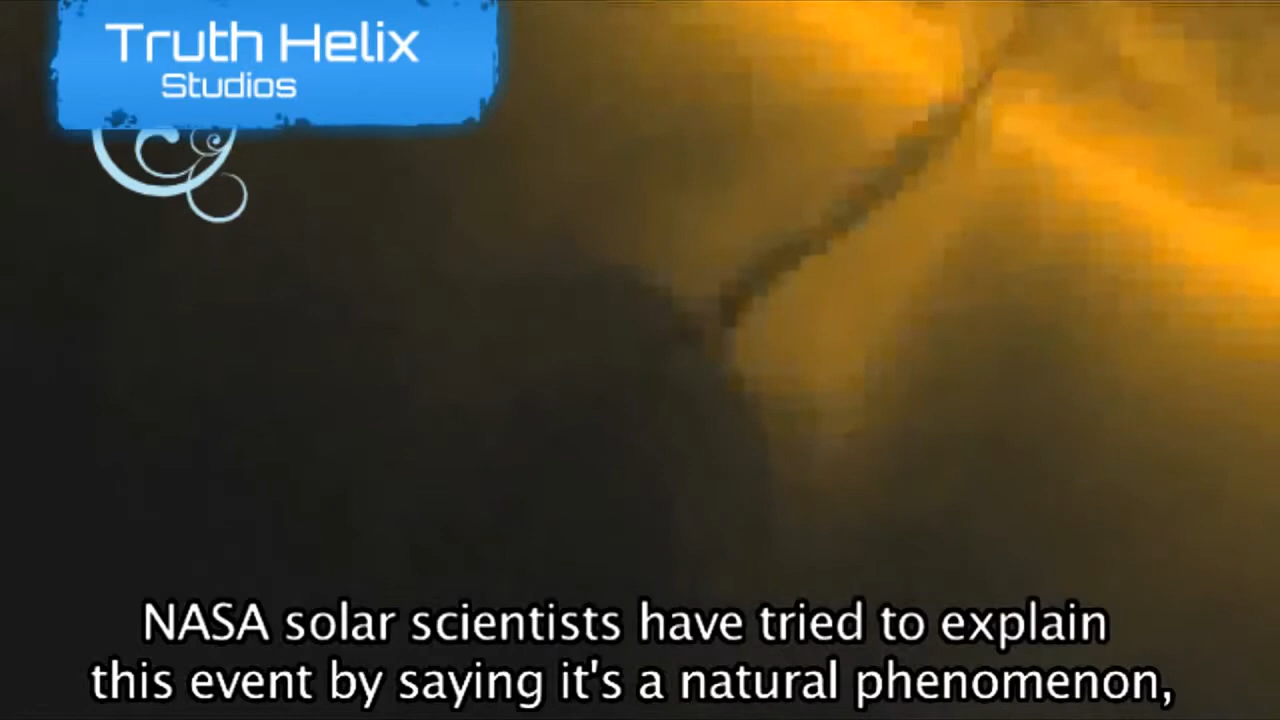 Truth Helix
Studios
NASA solar scientists have tried to explain
this event by saying it's a natural phenomenon,